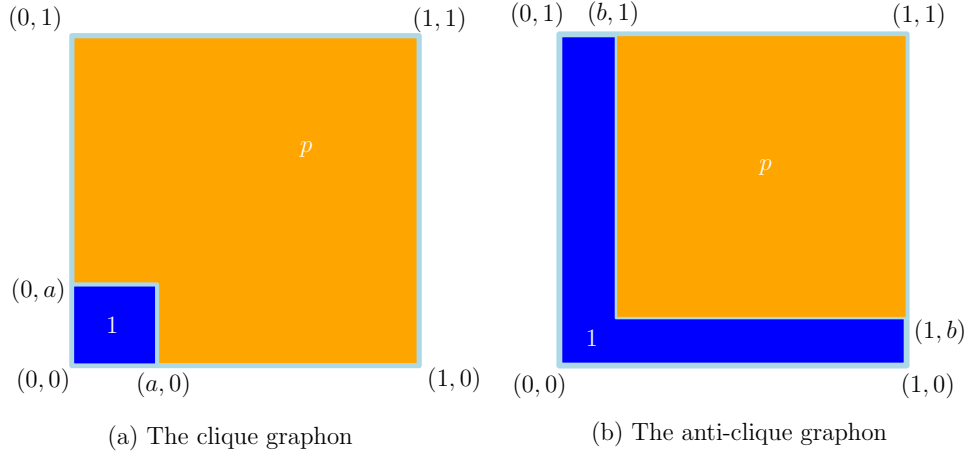 (0, 1)
(1, 1)
p
(0, a)
1
(0, 0)
(a, 0)
(1, 0)
(a) The clique graphon
(0, 1)
(b, 1)
(1, 1)
p
1
(1, b)
(0, 0)
(1, 0)
(b) The anti-clique graphon